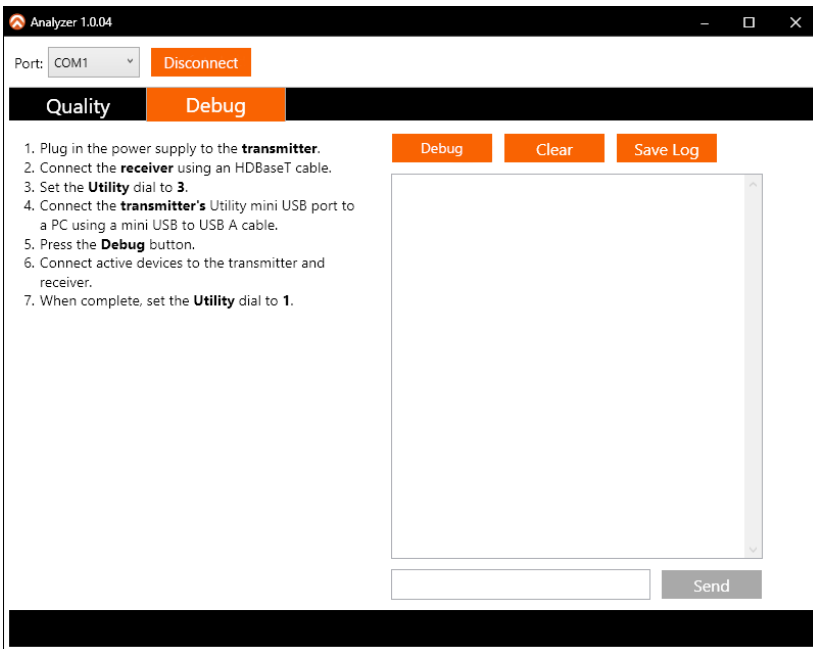 Analyzer 1.0.04
Port: COM1 Disconnect
Quality Debug
1. Plug in the power supply to the transmitter.
2. Connect the receiver using an HDBaseT cable.
3. Set the Utility dial to 3.
4. Connect the transmitter's Utility mini USB port to
a PC using a mini USB to USB A cable.
5. Press the Debug button.
6. Connect active devices to the transmitter and
receiver.
7. When complete, set the Utility dial to 1.
Debug Clear Save Log
Send